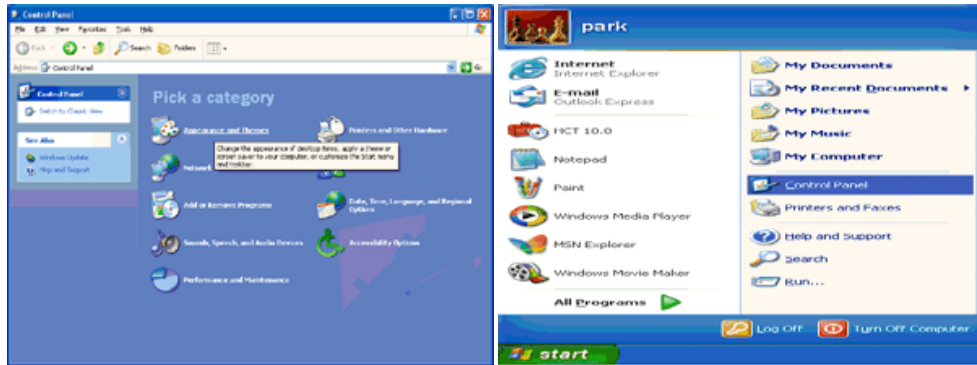 Control Panel
File Edit View Favorites Tools Help
Back Search Folders
Address Control Panel Go
Control Panel
Switch to Classic View
See Also
Windows Update
Help and Support
Pick a category
Appearance and Themes
Printers and Other Hardware
Change the appearance of desktop items, apply a theme or
screen saver to your computer, or customize the Start menu
and taskbar.
Network
Add or Remove Programs
Date, Time, Language, and Regional
Options
Sounds, Speech, and Audio Devices
Accessibility Options
Performance and Maintenance
park
Internet
Internet Explorer
E-mail
Outlook Express
HCT 10.0
Notepad
Paint
Windows Media Player
MSN Explorer
Windows Movie Maker
All Programs
My Documents
My Recent Documents
My Pictures
My Music
My Computer
Control Panel
Printers and Faxes
Help and Support
Search
Run...
Log Off Turn Off Computer
start